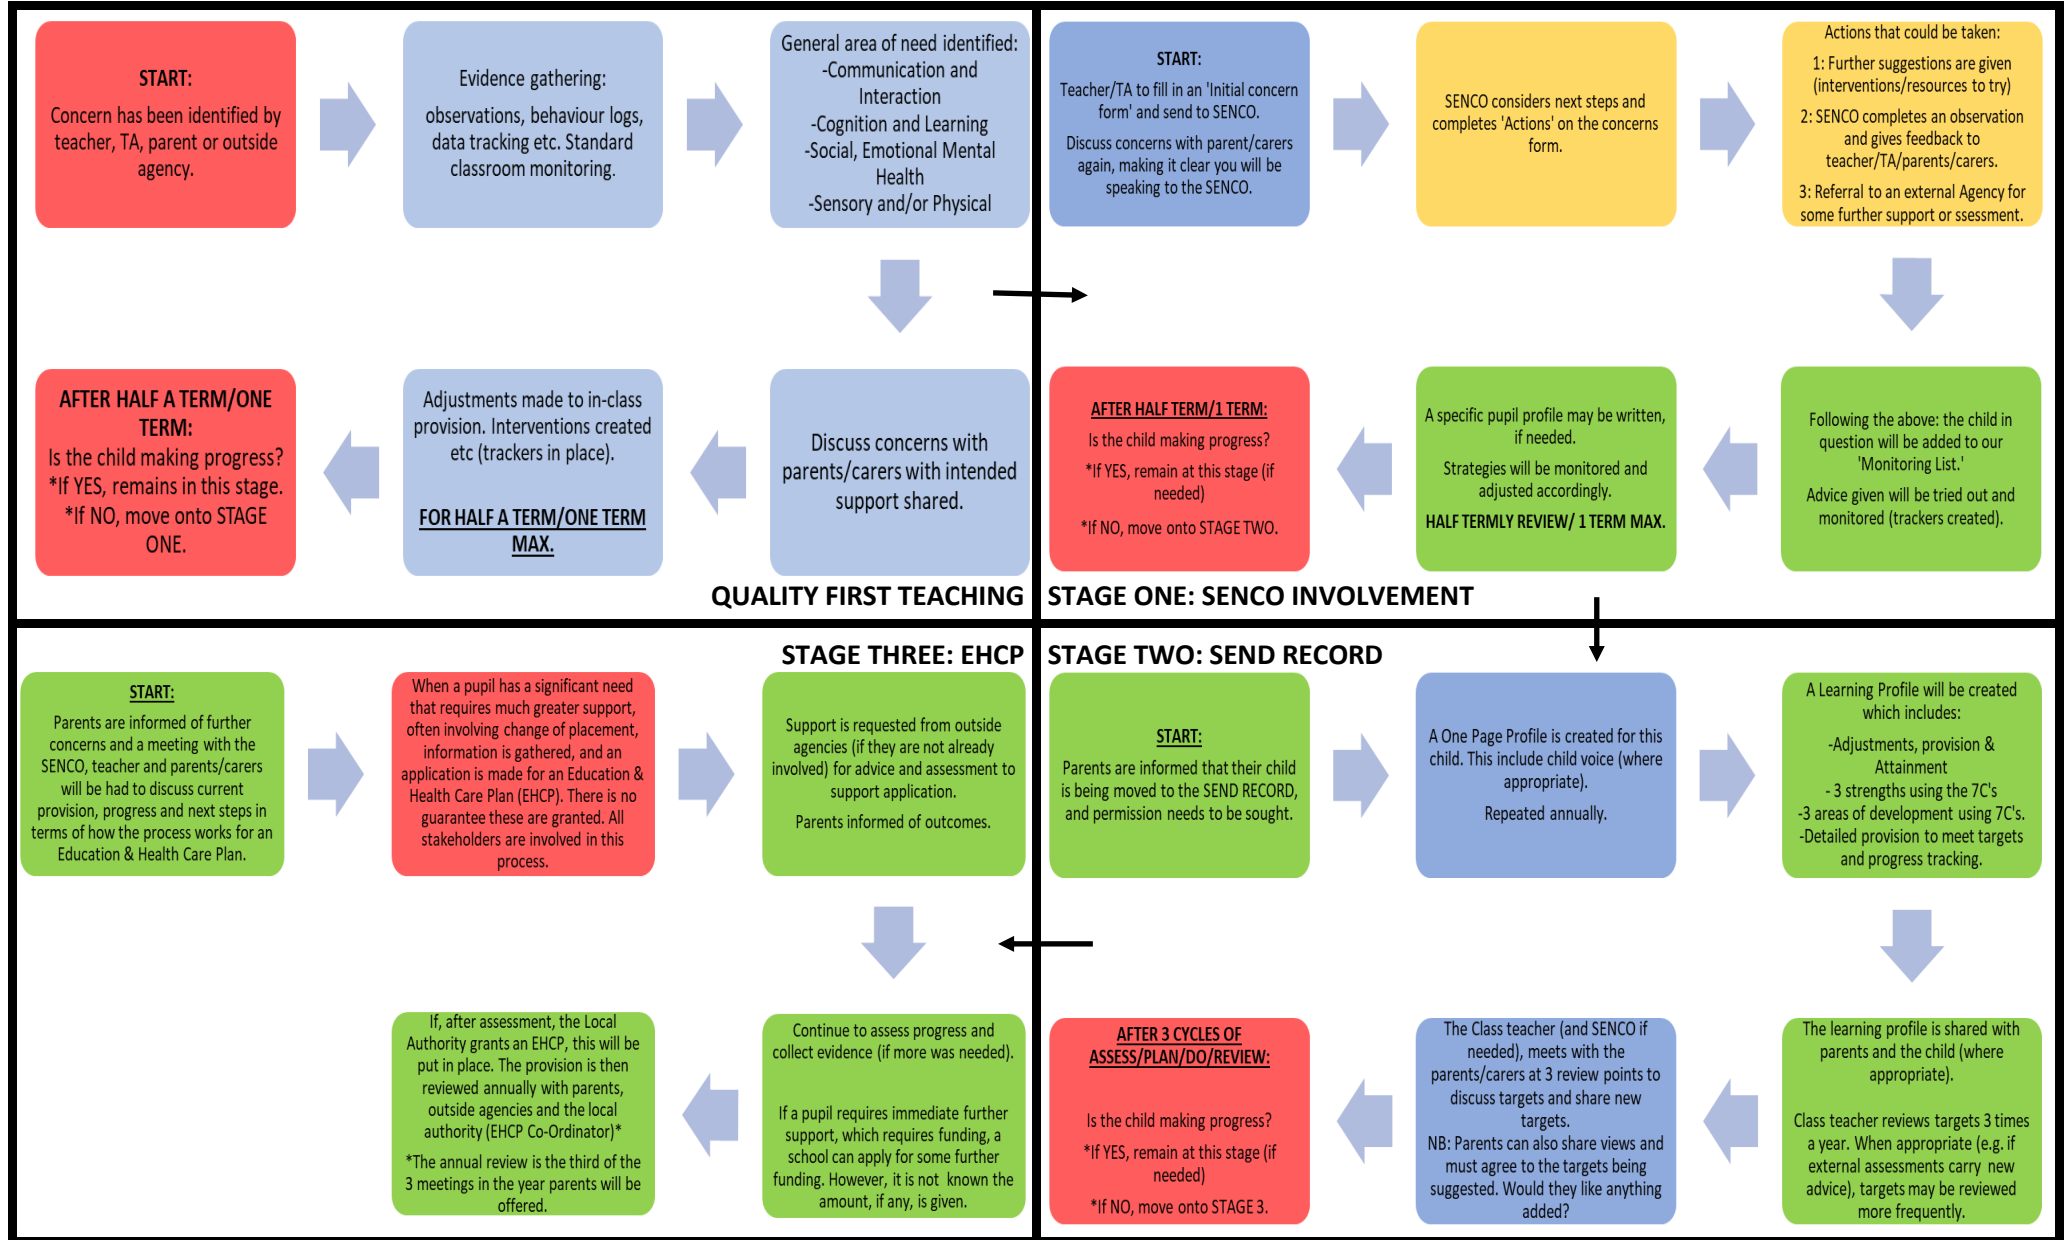 START:
Concern has been identified by
teacher, TA, parent or outside
agency.
Evidence gathering:
observations, behaviour logs,
data tracking etc. Standard
classroom monitoring.
General area of need identified:
-Communication and
Interaction
-Cognition and Learning
-Social, Emotional Mental
Health
-Sensory and/or Physical
Discuss concerns with
parents/carers with intended
support shared.
Adjustments made to in-class
provision. Interventions created
etc (trackers in place).
FOR HALF A TERM/ONE TERM
MAX.
AFTER HALF A TERM/ONE
TERM:
Is the child making progress?
*If YES, remains in this stage.
*If NO, move onto STAGE
ONE.
QUALITY FIRST TEACHING
START:
Teacher/TA to fill in an 'Initial concern
form' and send to SENCO.
Discuss concerns with parent/carers
again, making it clear you will be
speaking to the SENCO.
SENCO considers next steps and
completes 'Actions' on the concerns
form.
Actions that could be taken:
1: Further suggestions are given
(interventions/resources to try)
2: SENCO completes an observation
and gives feedback to
teacher/TA/parents/carers.
3: Referral to an external Agency for
some further support or ssessment.
Following the above: the child in
question will be added to our
'Monitoring List.'
Advice given will be tried out and
monitored (trackers created).
A specific pupil profile may be written,
if needed.
Strategies will be monitored and
adjusted accordingly.
HALF TERMLY REVIEW/ 1 TERM MAX.
AFTER HALF TERM/1 TERM:
Is the child making progress?
*If YES, remain at this stage (if
needed)
*If NO, move onto STAGE TWO.
STAGE ONE: SENCO INVOLVEMENT
STAGE TWO: SEND RECORD
START:
Parents are informed that their child
is being moved to the SEND RECORD,
and permission needs to be sought.
A One Page Profile is created for this
child. This include child voice (where
appropriate).
Repeated annually.
A Learning Profile will be created
which includes:
-Adjustments, provision &
Attainment
- 3 strengths using the 7C's
-3 areas of development using 7C's.
-Detailed provision to meet targets
and progress tracking.
The learning profile is shared with
parents and the child (where
appropriate).
Class teacher reviews targets 3 times
a year. When appropriate (e.g. if
external assessments carry new
advice), targets may be reviewed
more frequently.
The Class teacher (and SENCO if
needed), meets with the
parents/carers at 3 review points to
discuss targets and share new
targets.
NB: Parents can also share views and
must agree to the targets being
suggested. Would they like anything
added?
AFTER 3 CYCLES OF
ASSESS/PLAN/DO/REVIEW:
Is the child making progress?
*If YES, remain at this stage (if
needed)
*If NO, move onto STAGE 3.
STAGE THREE: EHCP
START:
Parents are informed of further
concerns and a meeting with the
SENCO, teacher and parents/carers
will be had to discuss current
provision, progress and next steps in
terms of how the process works for an
Education & Health Care Plan.
When a pupil has a significant need
that requires much greater support,
often involving change of placement,
information is gathered, and an
application is made for an Education &
Health Care Plan (EHCP). There is no
guarantee these are granted. All
stakeholders are involved in this
process.
Support is requested from outside
agencies (if they are not already
involved) for advice and assessment to
support application.
Parents informed of outcomes.
Continue to assess progress and
collect evidence (if more was needed).
If a pupil requires immediate further
support, which requires funding, a
school can apply for some further
funding. However, it is not known the
amount, if any, is given.
If, after assessment, the Local
Authority grants an EHCP, this will be
put in place. The provision is then
reviewed annually with parents,
outside agencies and the local
authority (EHCP Co-Ordinator)*
*The annual review is the third of the
3 meetings in the year parents will be
offered.